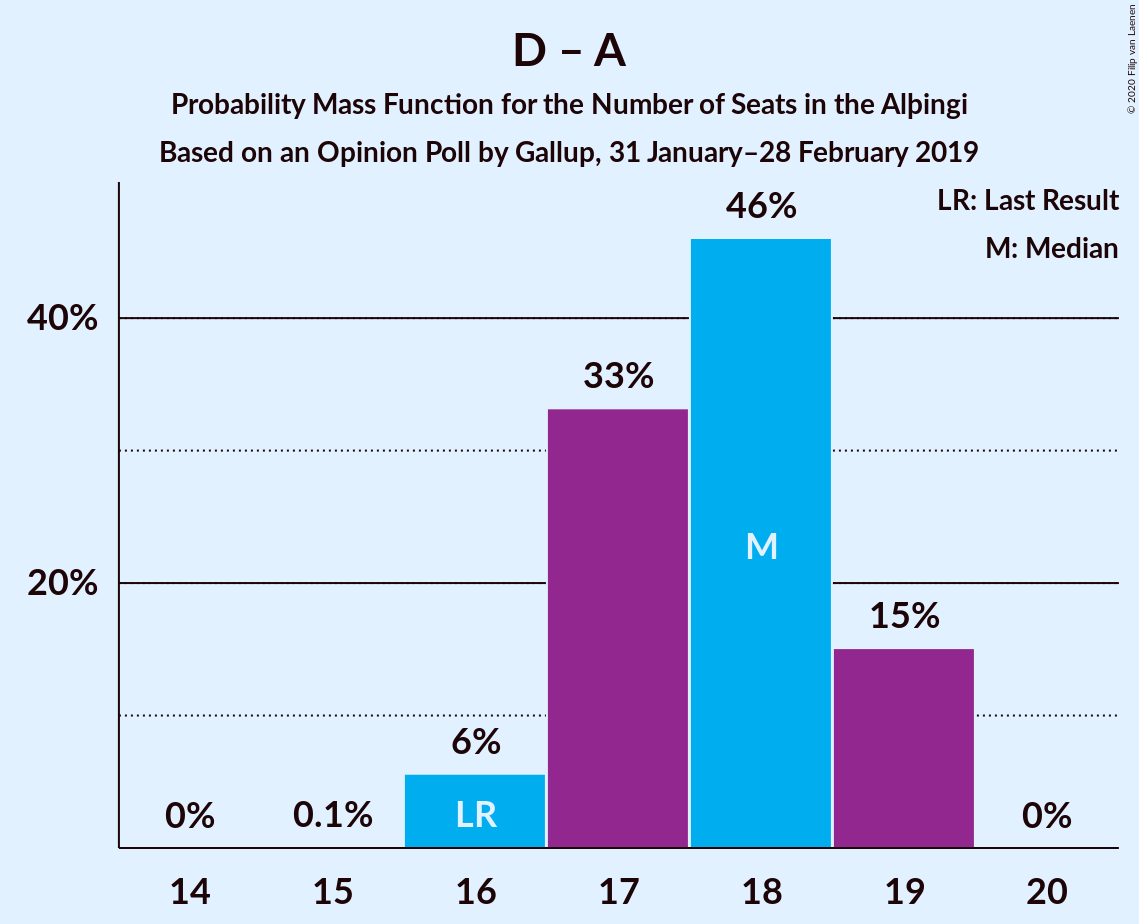 © 2020 Filip van Laenen
D – A
Probability Mass Function for the Number of Seats in the Alþingi
Based on an Opinion Poll by Gallup, 31 January–28 February 2019
LR: Last Result
M: Median
46%
40%
33%
M
20%
15%
6%
LR
0%
0.1%
0%
14 15 16 17 18 19 20